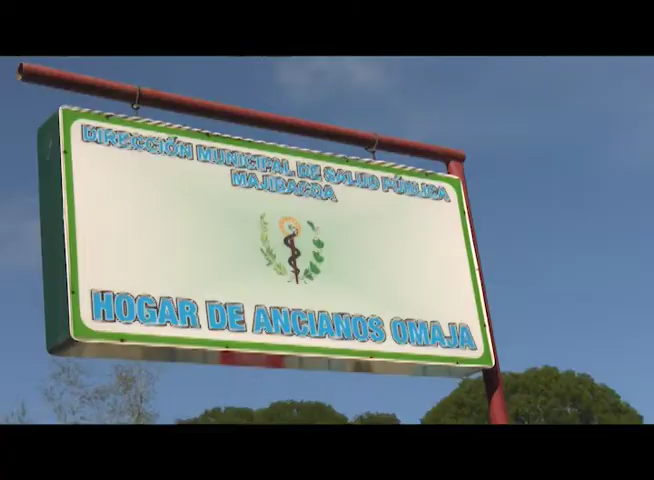 DIRECCIÓN MUNICIPAL DE SALUD PÚBLICA
MAJIBACOA
HOGAR DE ANCIANOS OMAJA